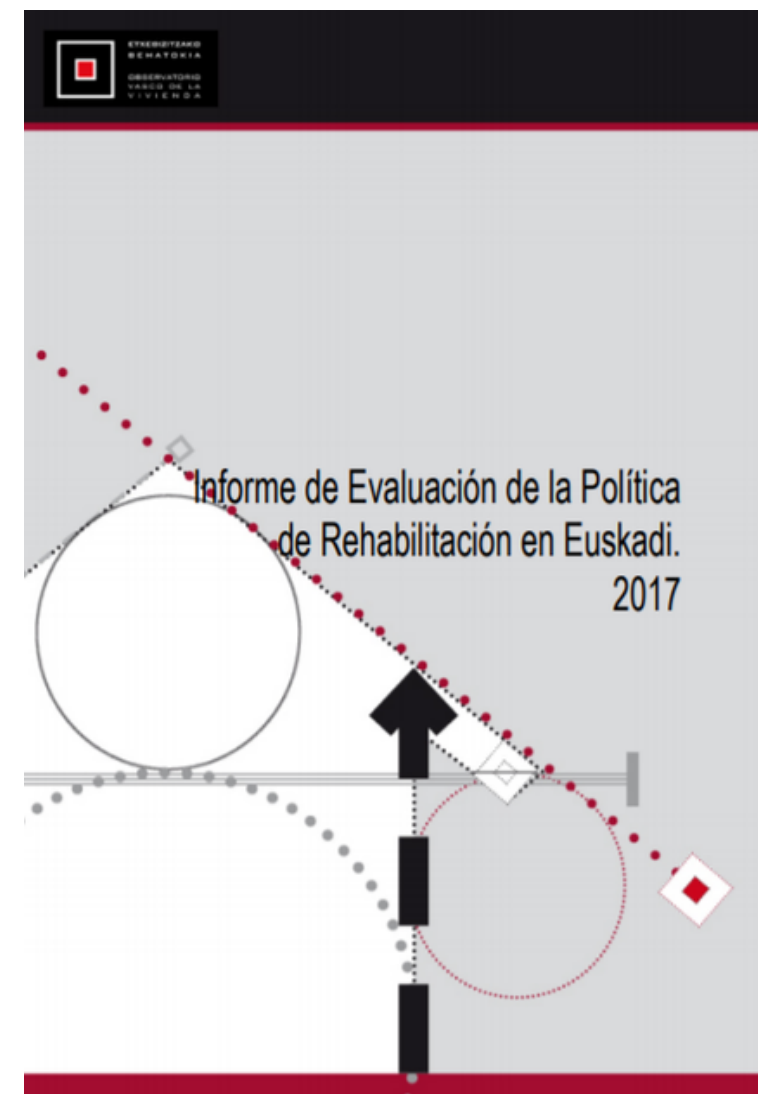 ETXEBIZITZAKO
BEHATOKIA
OBSERVATORIO
VASCO DE LA
VIVIENDA
Informe de Evaluación de la Política
de Rehabilitación en Euskadi.
2017